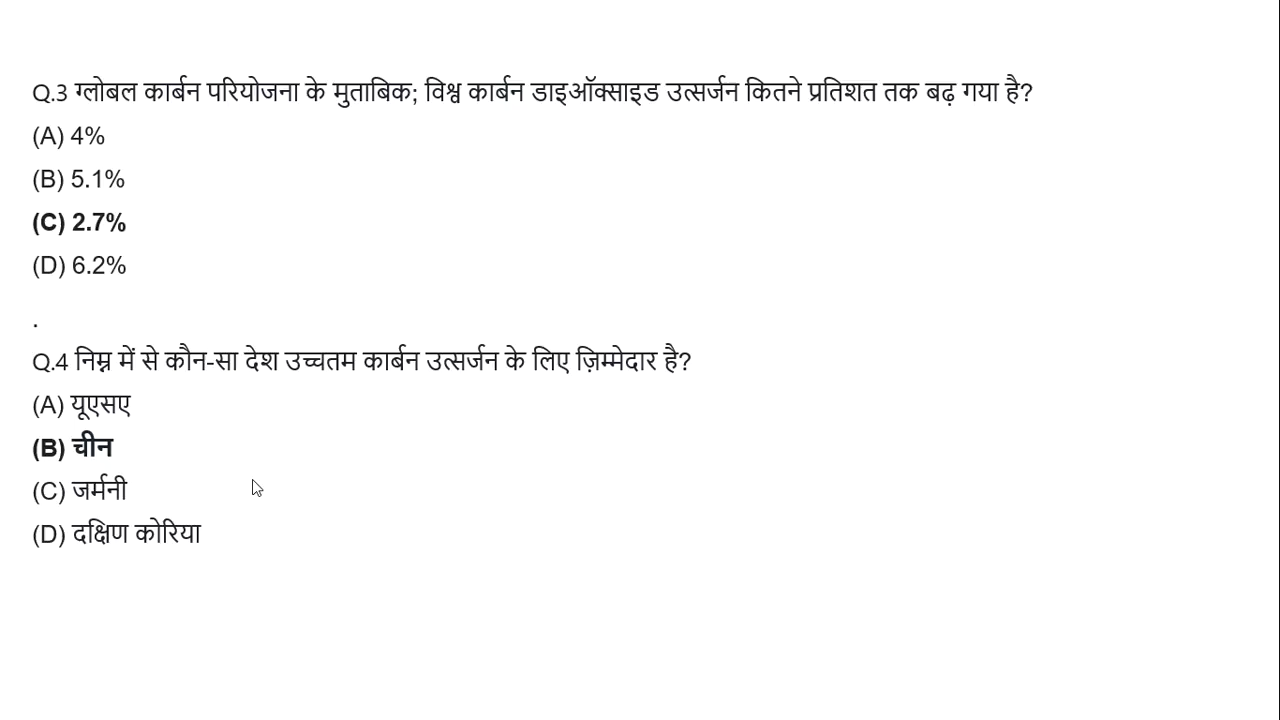 Q.3 ग्लोबल कार्बन परियोजना के मुताबिक; विश्व कार्बन डाइऑक्साइड उत्सर्जन कितने प्रतिशत तक बढ़ गया है?
(A) 4%
(B) 5.1%
(C) 2.7%
(D) 6.2%
.
Q.4 निम्न में से कौन-सा देश उच्चतम कार्बन उत्सर्जन के लिए ज़िम्मेदार है?
(A) यूएसए
(B) चीन
(C) जर्मनी
(D) दक्षिण कोरिया